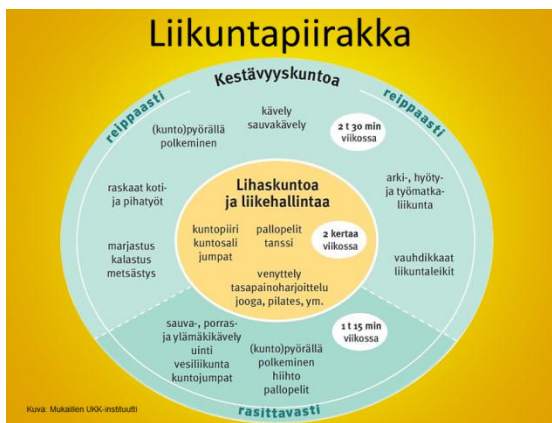 Liikuntapiirakka
Kestävyyskuntoa
reippaasti
reippaasti
kävely
sauvakävely
2 t 30 min
viikossa
(kunto)pyörällä
polkeminen
raskaat koti-
ja pihatyöt
marjastus
kalastus
metsästys
arki-, hyöty-
ja työmatka-
liikunta
vauhdikkaat
liikuntaleikit
Lihaskuntoa
ja liikehallintaa
kuntopiiri
kuntosali
jumpat
pallopelit
tanssi
2 kertaa
viikossa
venyttely
tasapainoharjoittelu
jooga, pilates, ym.
sauva-, porras-
ja ylämäkikävely
uinti
vesiliikunta
kuntojumpat
(kunto)pyörällä
polkeminen
hiihto
pallopelit
1 t 15 min
viikossa
rasittavasti
Kuva: Mukaillen UKK-instituutti